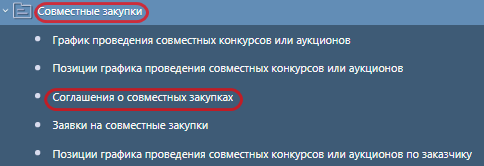 Совместные закупки
График проведения совместных конкурсов или аукционов
Позиции графика проведения совместных конкурсов или аукционов
Соглашения о совместных закупках
Заявки на совместные закупки
Позиции графика проведения совместных конкурсов или аукционов по заказчику